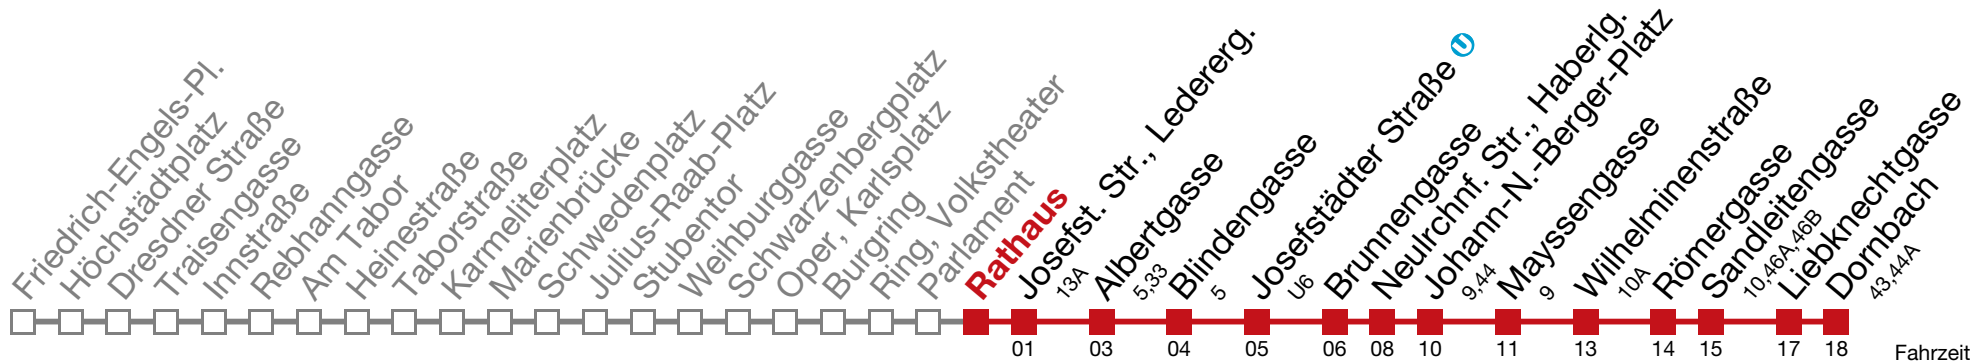 Friedrich-Engels-Pl.
Höchstädtplatz
Dresdner Straße
Traisengasse
Innstraße
Rebhanngasse
Am Tabor
Heinestraße
Taborstraße
Karmeliterplatz
Marienbrücke
Schwedenplatz
Julius-Raab-Platz
Stubentor
Weihburggasse
Schwarzenbergplatz
Oper, Karlsplatz
Burgring
Ring, Volkstheater
Parlament
Rathaus
Josefst. Str., Ledererg.
13A
Albertgasse
5,33
Blindengasse
5
Josefstädter Straße U
U6
Brunnengasse
Neulrchnf. Str., Haberlg.
Johann-N.-Berger-Platz
9,44
Mayssengasse
9
Wilhelminenstraße
10A
Römergasse
Sandleitengasse
10,46A,46B
Liebknechtgasse
Dornbach
43,44A
01 03 04 05 06 08 10 11 13 14 15 17 18 Fahrzeit